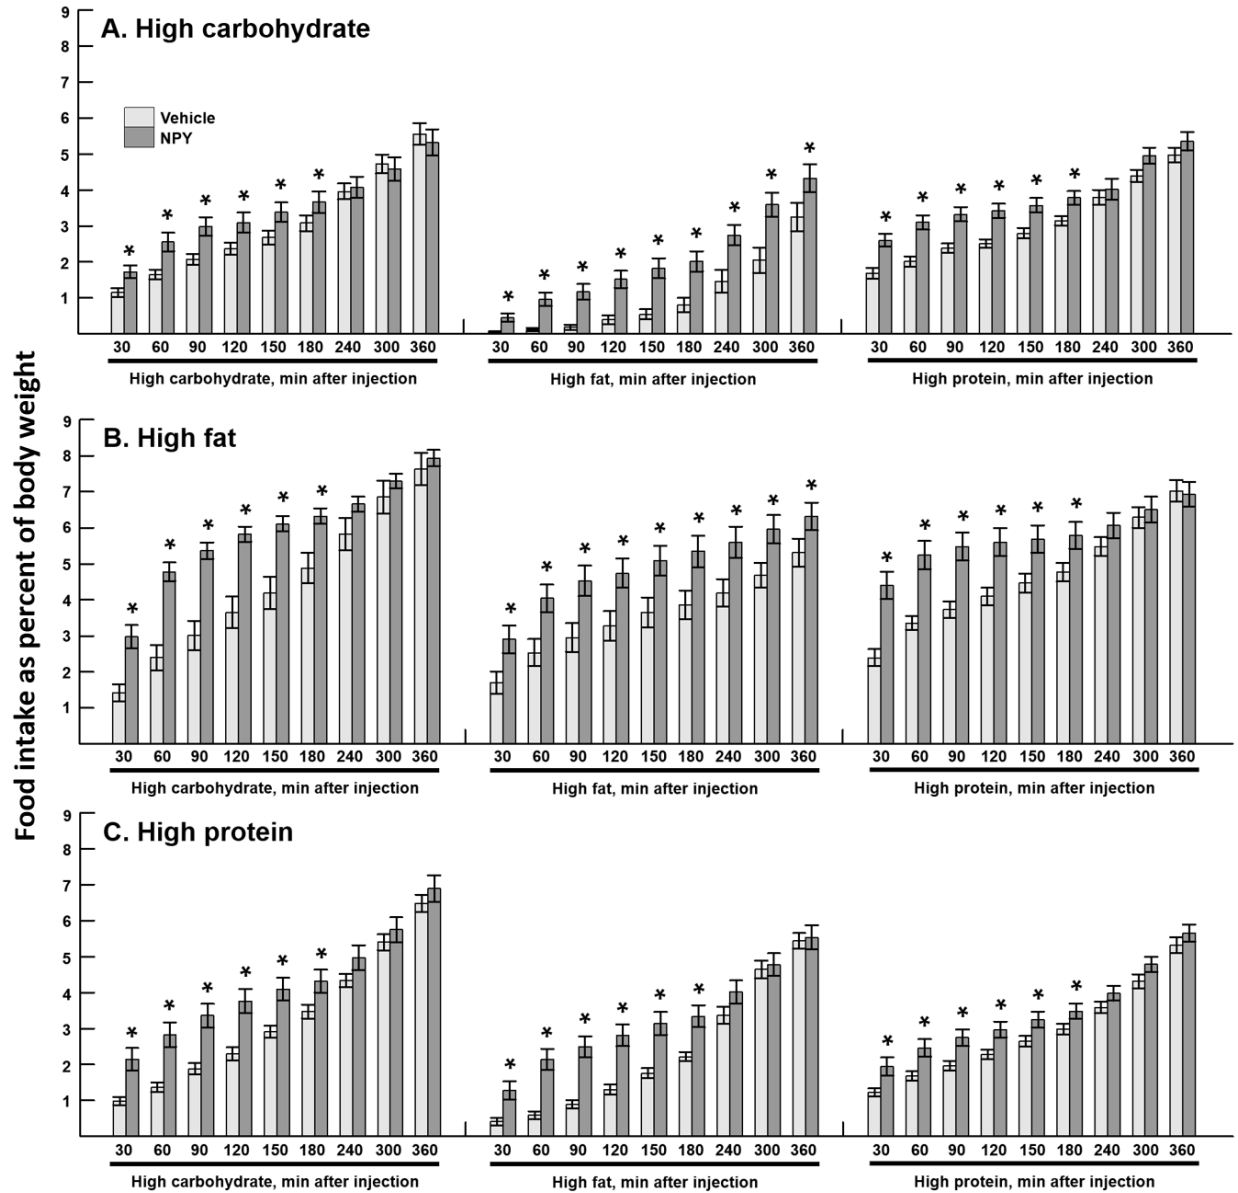 Food intake as percent of body weight
A. High carbohydrate
9
8
7
6
5
4
3
2
1
Vehicle
NPY
* * * * * *
* * * * * * * * *
* * * * * *
30 60 90 120 150 180 240 300 360
30 60 90 120 150 180 240 300 360
30 60 90 120 150 180 240 300 360
High carbohydrate, min after injection
High fat, min after injection
High protein, min after injection
B. High fat
9
8
7
6
5
4
3
2
1
* * * * * *
* * * * * * * * *
* * * * * *
30 60 90 120 150 180 240 300 360
30 60 90 120 150 180 240 300 360
30 60 90 120 150 180 240 300 360
High carbohydrate, min after injection
High fat, min after injection
High protein, min after injection
C. High protein
9
8
7
6
5
4
3
2
1
* * * * * *
* * * * * *
* * * * * *
30 60 90 120 150 180 240 300 360
30 60 90 120 150 180 240 300 360
30 60 90 120 150 180 240 300 360
High carbohydrate, min after injection
High fat, min after injection
High protein, min after injection